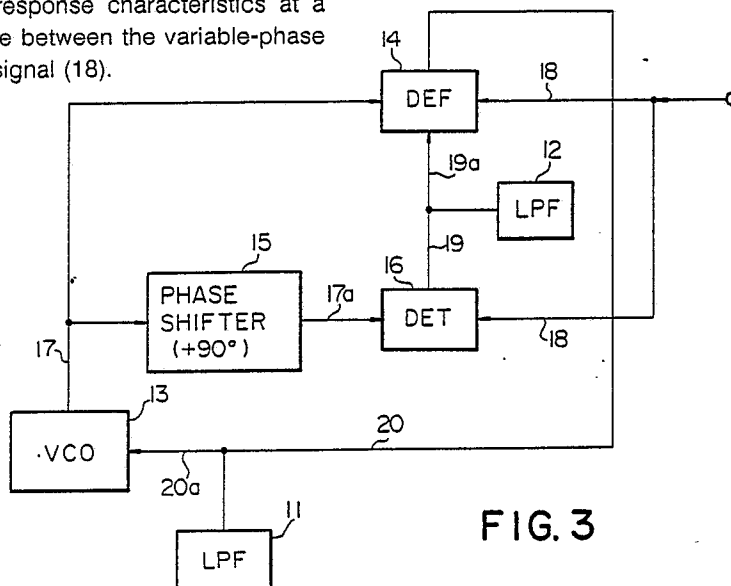 response characteristics at a
e between the variable-phase
signal (18).
14
DEF
18
19a
12
LPF
19
15
PHASE
SHIFTER
(+90°)
17a
16
DET
18
17
13
VCO
20a
20
11
LPF
FIG. 3